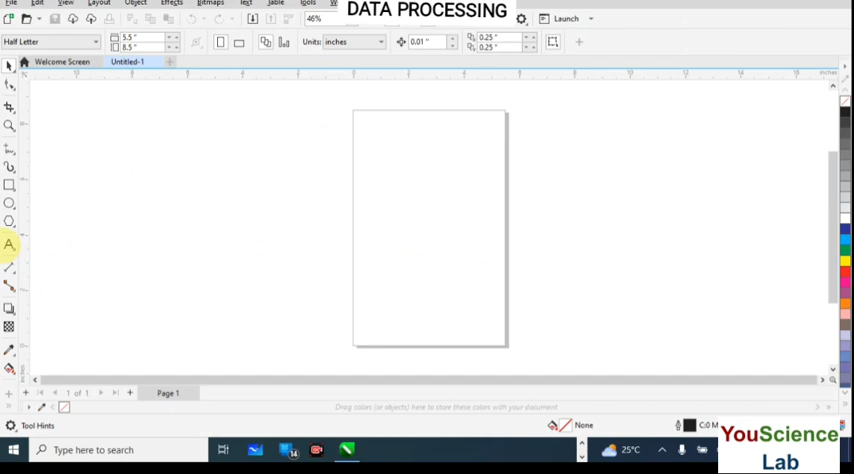 File Edit View Layout Object Effects Bitmaps Text Table Tools
DATA PROCESSING
46%
Launch
Half Letter
5.5 "
8.5 "
Units: inches
0.01 "
0.25 "
0.25 "
Welcome Screen
Untitled-1
inches
1 of 1
Page 1
Drag colors (or objects) here to store these colors with your document
Tool Hints
None
C:0 M
Type here to search
14
25°C
YouScience
Lab